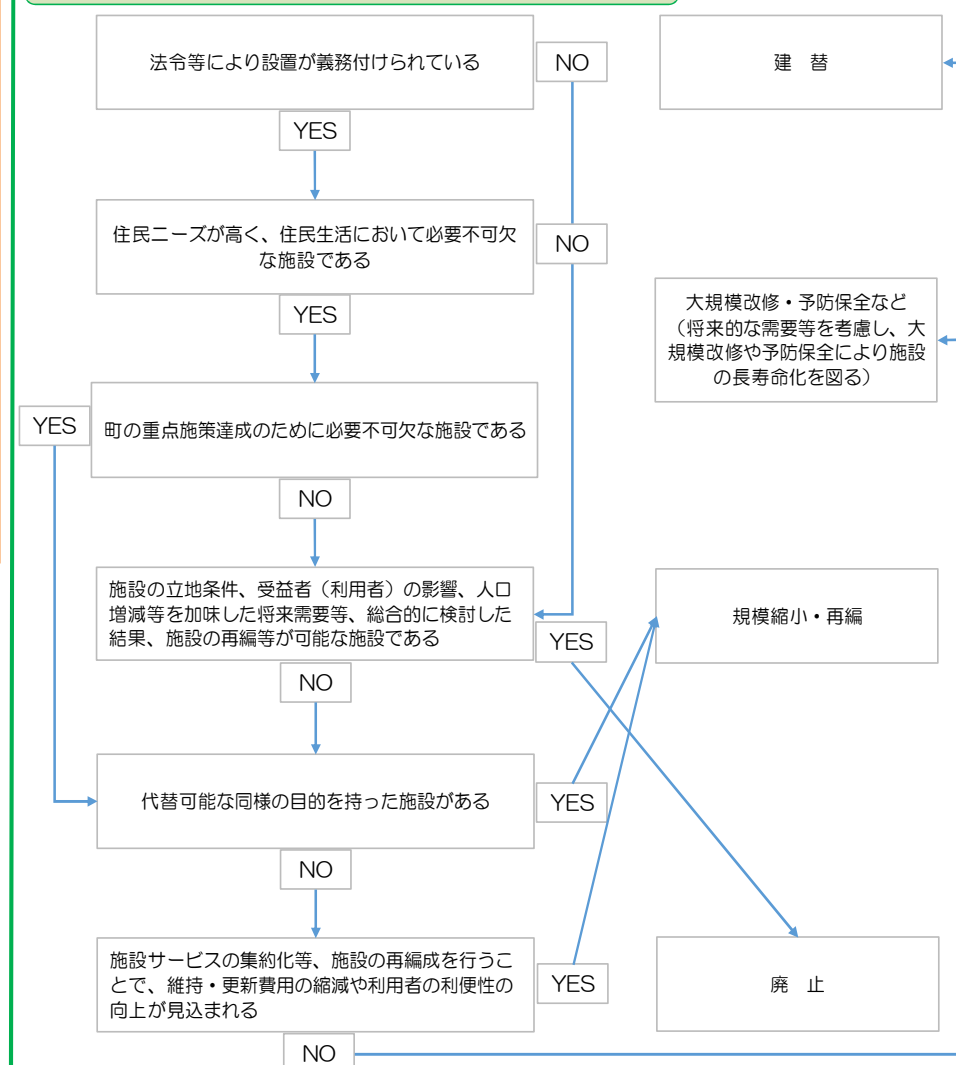 法令等により設置が義務付けられている
NO
建　替
YES
住民ニーズが高く、住民生活において必要不可欠
な施設である
NO
YES
大規模改修・予防保全など
（将来的な需要等を考慮し、大
規模改修や予防保全により施設
の長寿命化を図る）
YES
町の重点施策達成のために必要不可欠な施設である
NO
施設の立地条件、受益者（利用者）の影響、人口
増減等を加味した将来需要等、総合的に検討した
結果、施設の再編等が可能な施設である
YES
規模縮小・再編
NO
代替可能な同様の目的を持った施設がある
YES
NO
施設サービスの集約化等、施設の再編成を行うこ
とで、維持・更新費用の縮減や利用者の利便性の
向上が見込まれる
YES
廃　止
NO